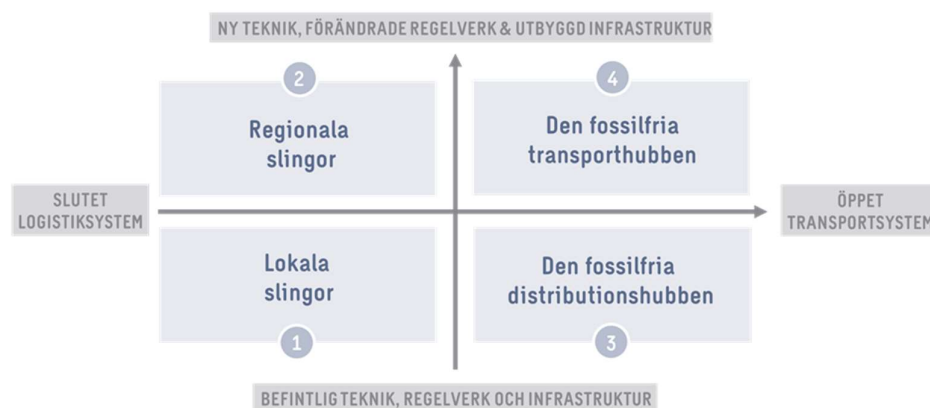 NY TEKNIK, FÖRÄNDRADE REGELVERK & UTBYGGD INFRASTRUKTUR
2
4
Regionala
slingor
Den fossilfria
transporthubben
SLUTET
LOGISTIKSYSTEM
ÖPPET
TRANSPORTSYSTEM
Lokala
slingor
Den fossilfria
distributionshubben
1
3
BEFINTLIG TEKNIK, REGELVERK OCH INFRASTRUKTUR